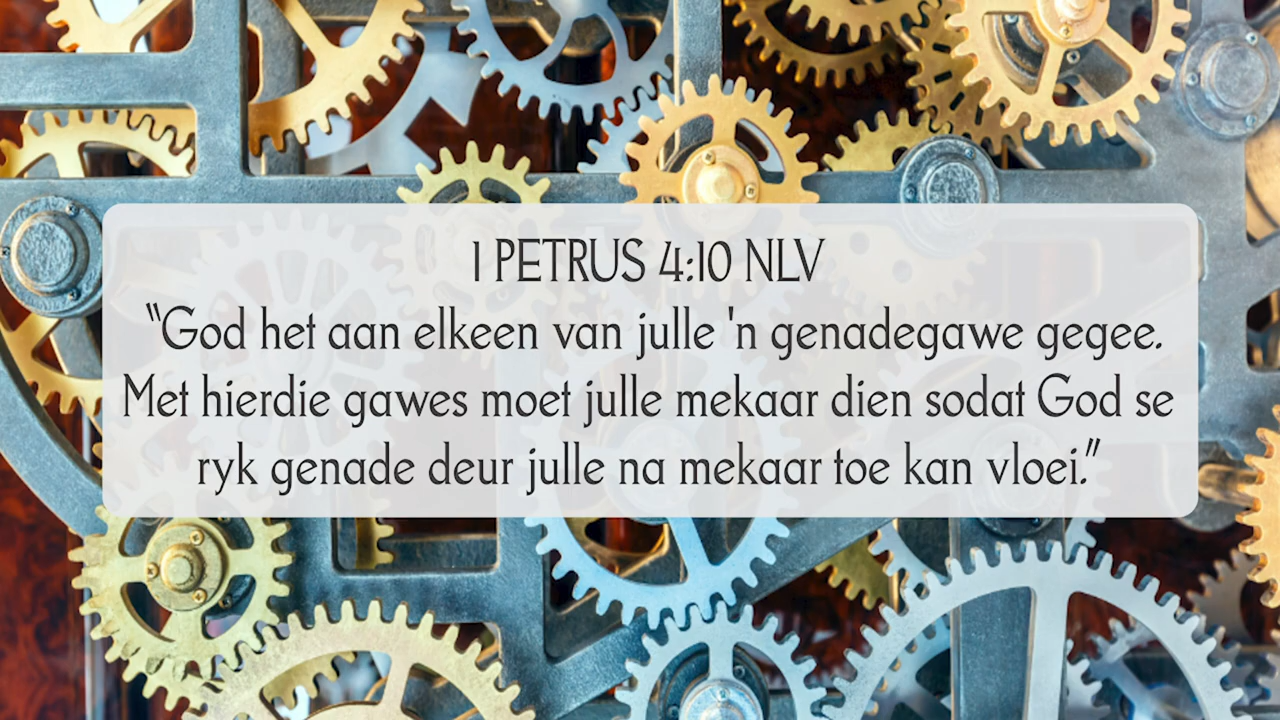 1 PETRUS 4:10 NLV
“God het aan elkeen van julle 'n genadegawe gegee.
Met hierdie gawes moet julle mekaar dien sodat God se
ryk genade deur julle na mekaar toe kan vloei.”